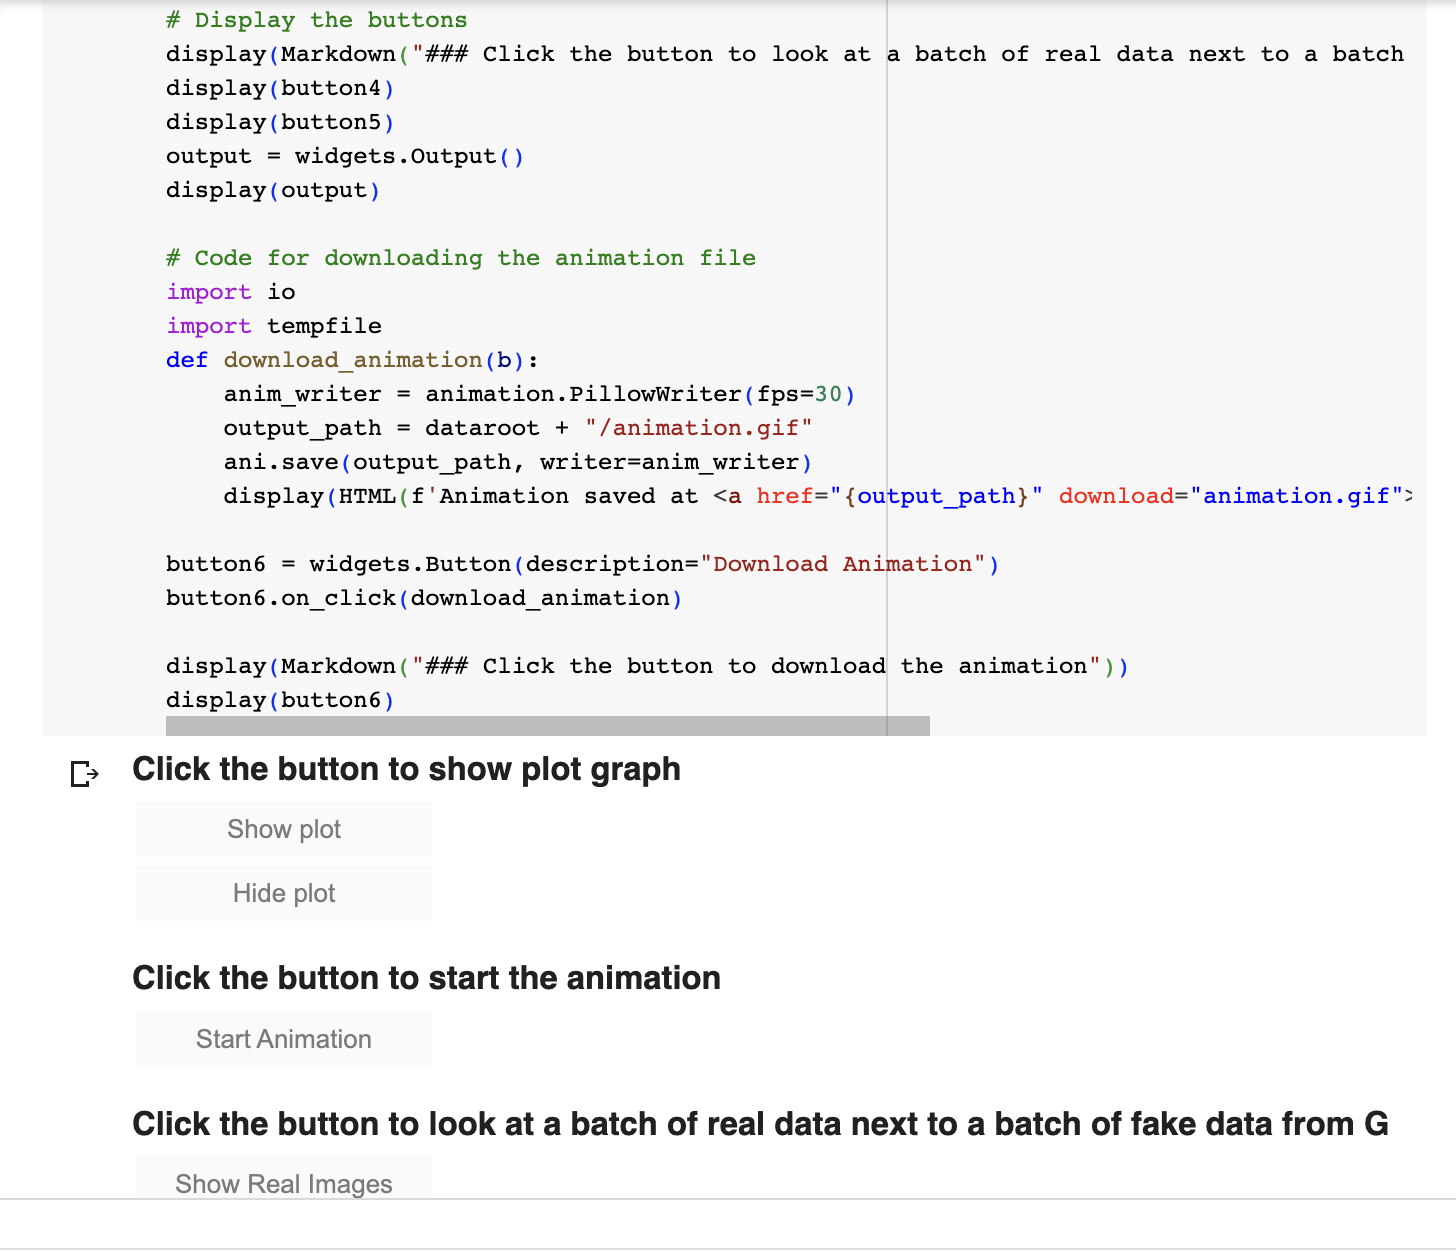 # Display the buttons
display(Markdown("### Click the button to look at a batch of real data next to a batch
display(button4)
display(button5)
output = widgets.Output()
display(output)
# Code for downloading the animation file
import io
import tempfile
def download_animation(b):
anim_writer = animation.PillowWriter(fps=30)
output_path = dataroot + "/animation.gif"
ani.save(output_path, writer=anim_writer)
display(HTML(f'Animation saved at <a href="{output_path}" download="animation.gif">
button6 = widgets.Button(description="Download Animation")
button6.on_click(download_animation)
display(Markdown("### Click the button to download the animation"))
display(button6)
Click the button to show plot graph
Show plot
Hide plot
Click the button to start the animation
Start Animation
Click the button to look at a batch of real data next to a batch of fake data from G
Show Real Images